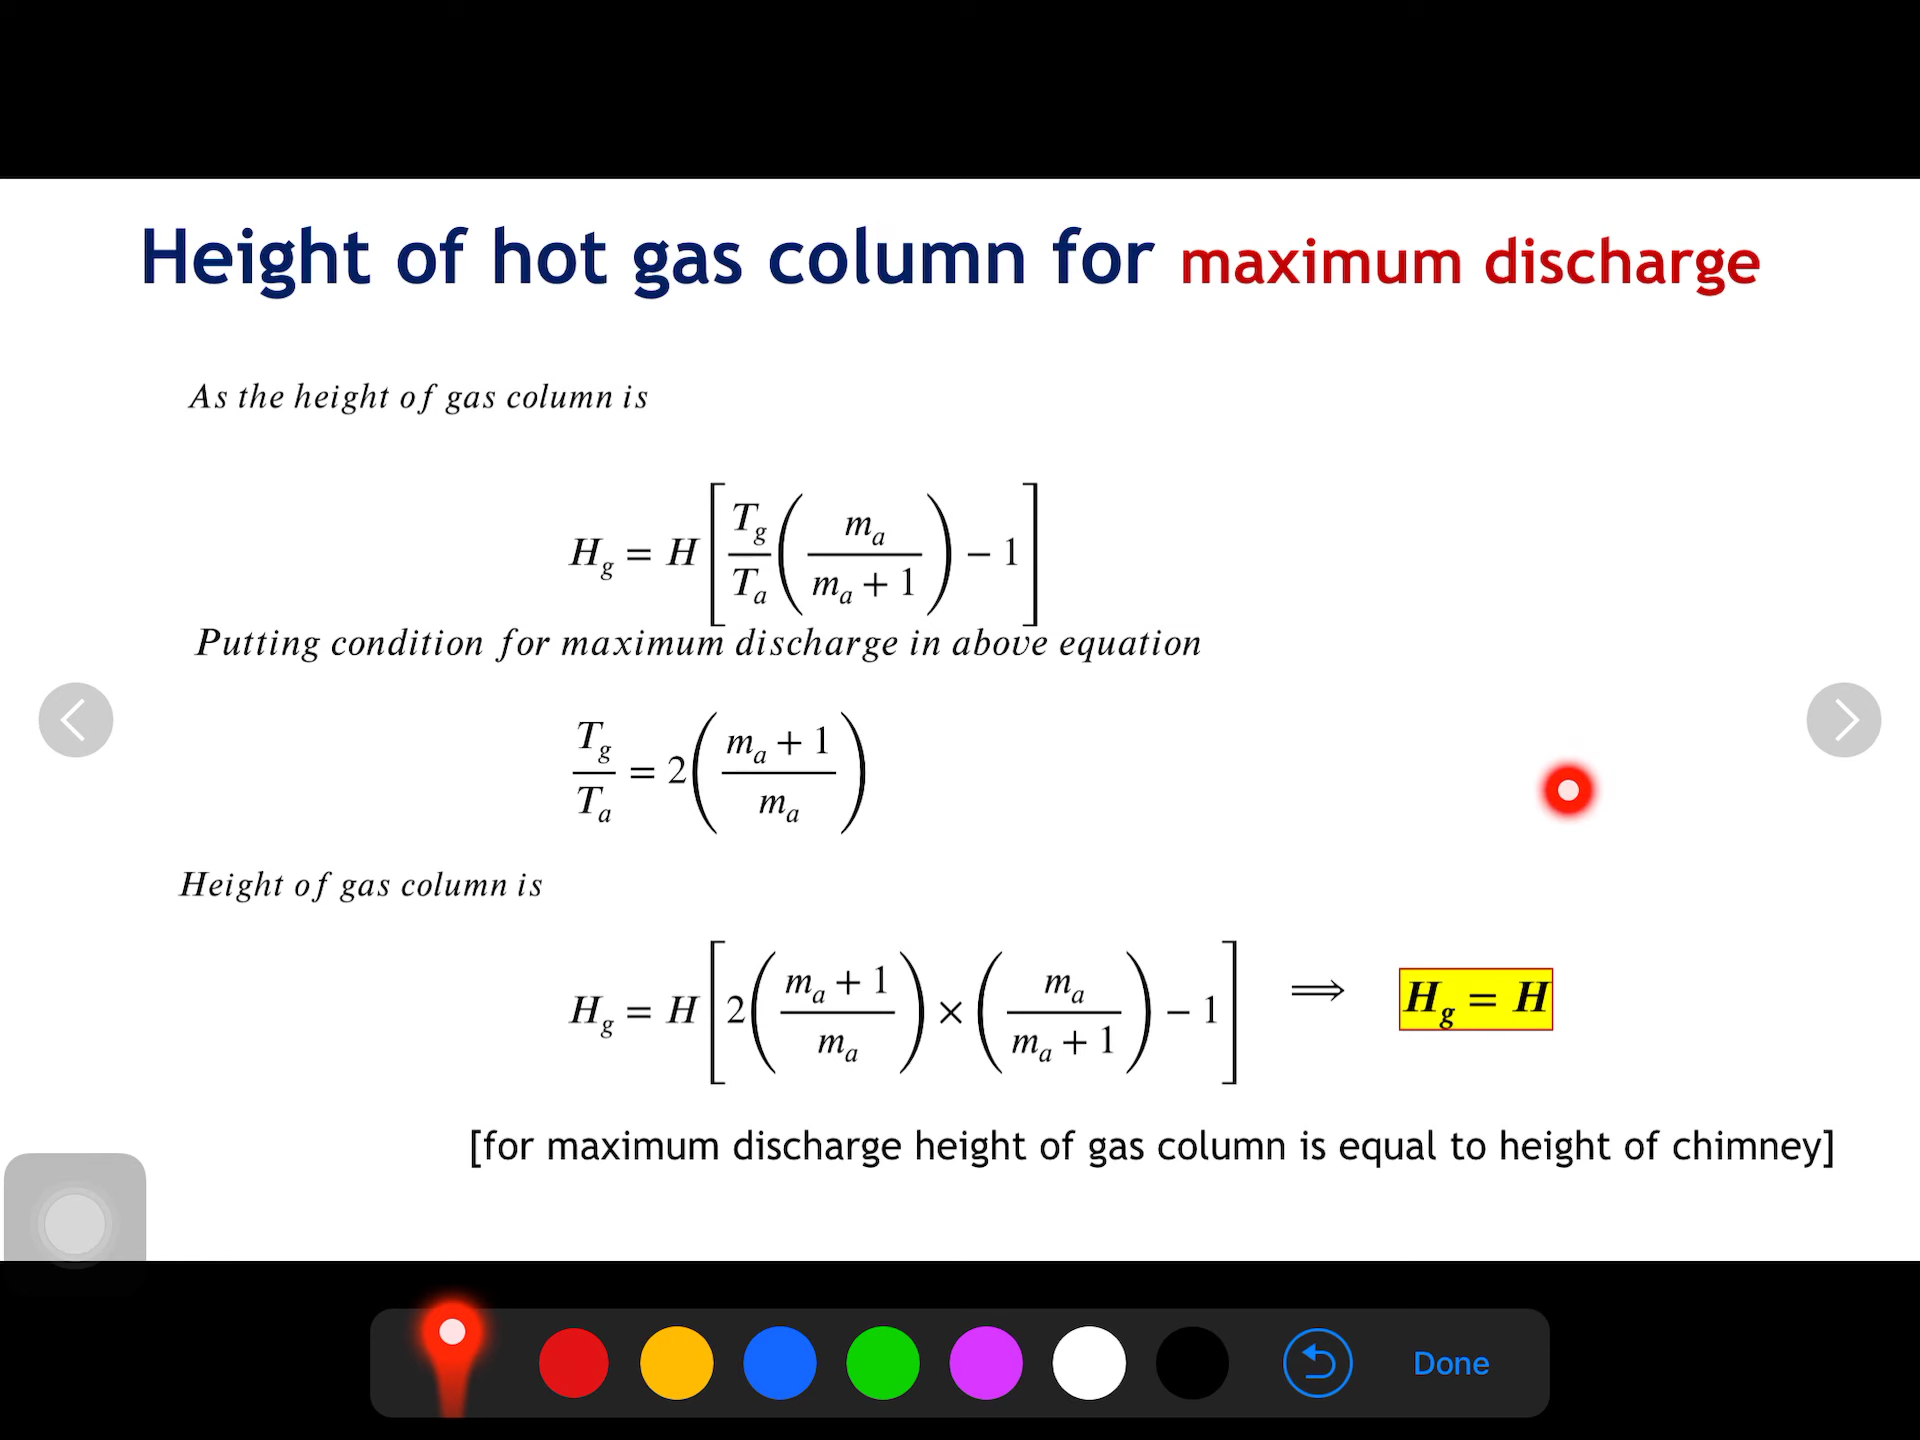 Height of hot gas column for maximum discharge
As the height of gas column is
H_g = H [ T_g/T_a ( m_a/(m_a + 1) ) − 1 ]
Putting condition for maximum discharge in above equation
T_g/T_a = 2 ( (m_a + 1)/m_a )
Height of gas column is
H_g = H [ 2 ( (m_a + 1)/m_a ) × ( m_a/(m_a + 1) ) − 1 ] ⟹ H_g = H
[for maximum discharge height of gas column is equal to height of chimney]
Done